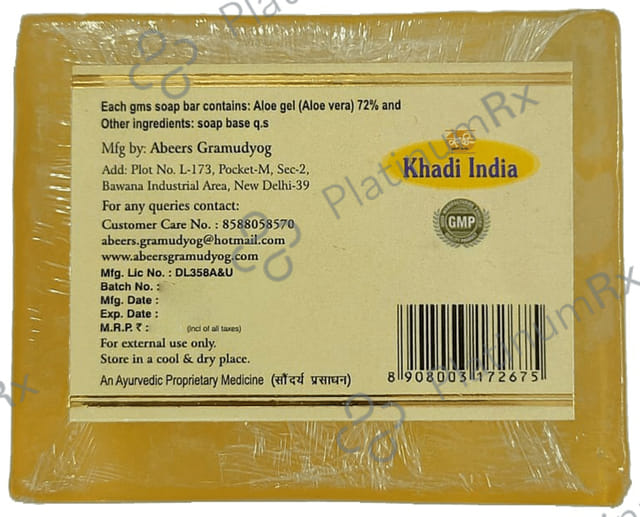 Each gms soap bar contains: Aloe gel (Aloe vera) 72% and
Other ingredients: soap base q.s
Mfg by: Abeers Gramudyog
Add: Plot No. L-173, Pocket-M, Sec-2,
Bawana Industrial Area, New Delhi-39
For any queries contact:
Customer Care No. : 8588058570
abeers.gramudyog@hotmail.com
www.abeersgramudyog.com
Mfg. Lic No. : DL358A&U
Batch No. :
Mfg. Date :
Exp. Date :
M.R.P. ₹ : (incl of all taxes)
For external use only.
Store in a cool & dry place.
An Ayurvedic Proprietary Medicine (सौंदर्य प्रसाधन)
Khadi India
GMP
8 908003 172675
PlatinumRx
PlatinumRx
Rx